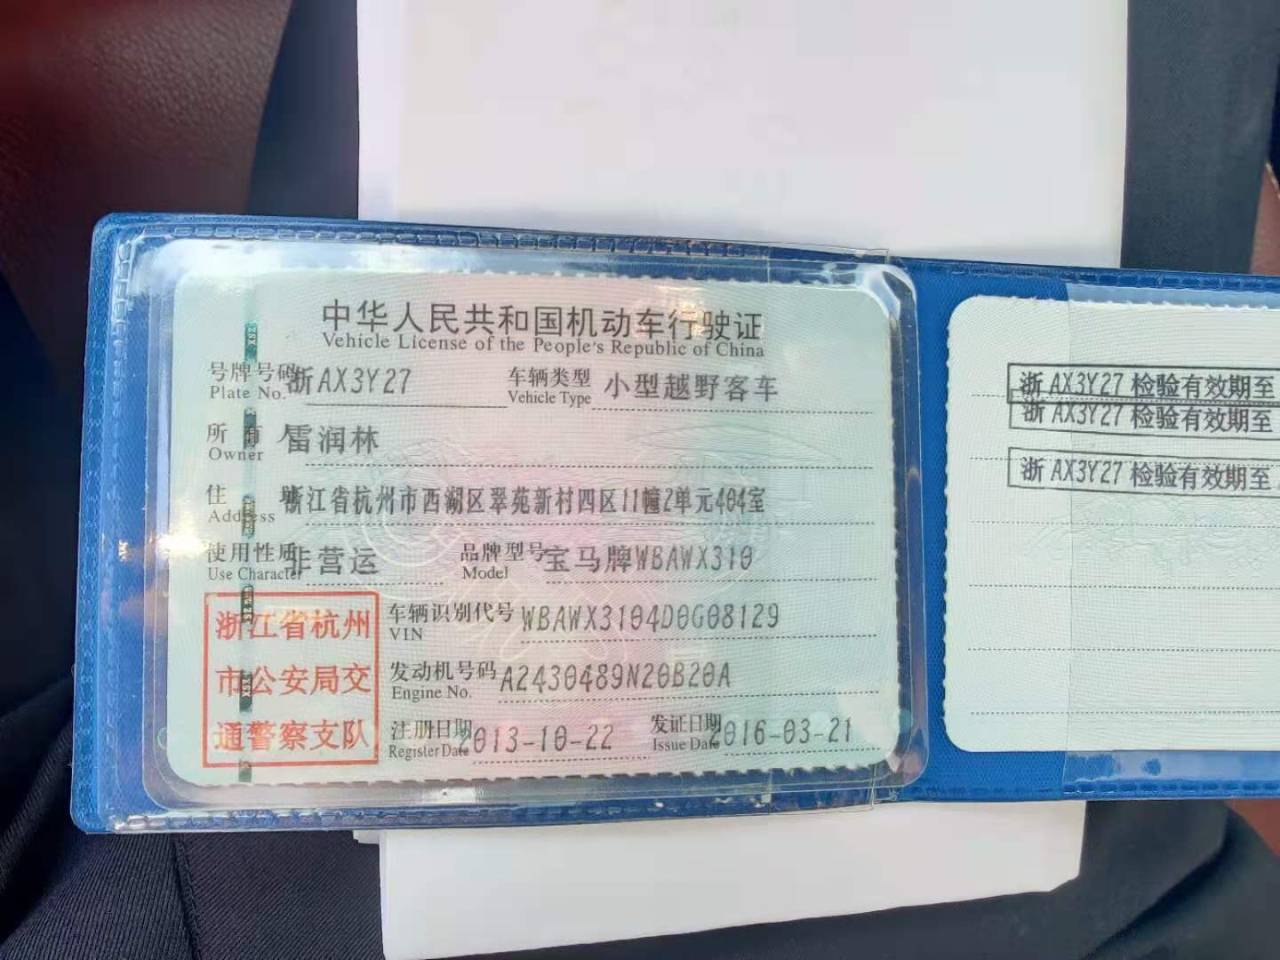 中华人民共和国机动车行驶证
Vehicle License of the People's Republic of China
号牌号码 浙AX3Y27 车辆类型 小型越野客车
Plate No. Vehicle Type
所有人 雷润林
Owner
住 浙江省杭州市西湖区翠苑新村四区11幢2单元404室
Address
使用性质 非营运 品牌型号 宝马牌WBAWX310
Use Character Model
浙江省杭州
市公安局交
通警察支队
车辆识别代号 WBAWX3104D0G08129
VIN
发动机号码 A2430489N20B20A
Engine No.
注册日期 2013-10-22 发证日期 2016-03-21
Register Date Issue Date
浙AX3Y27检验有效期至
浙AX3Y27检验有效期至
浙AX3Y27检验有效期至